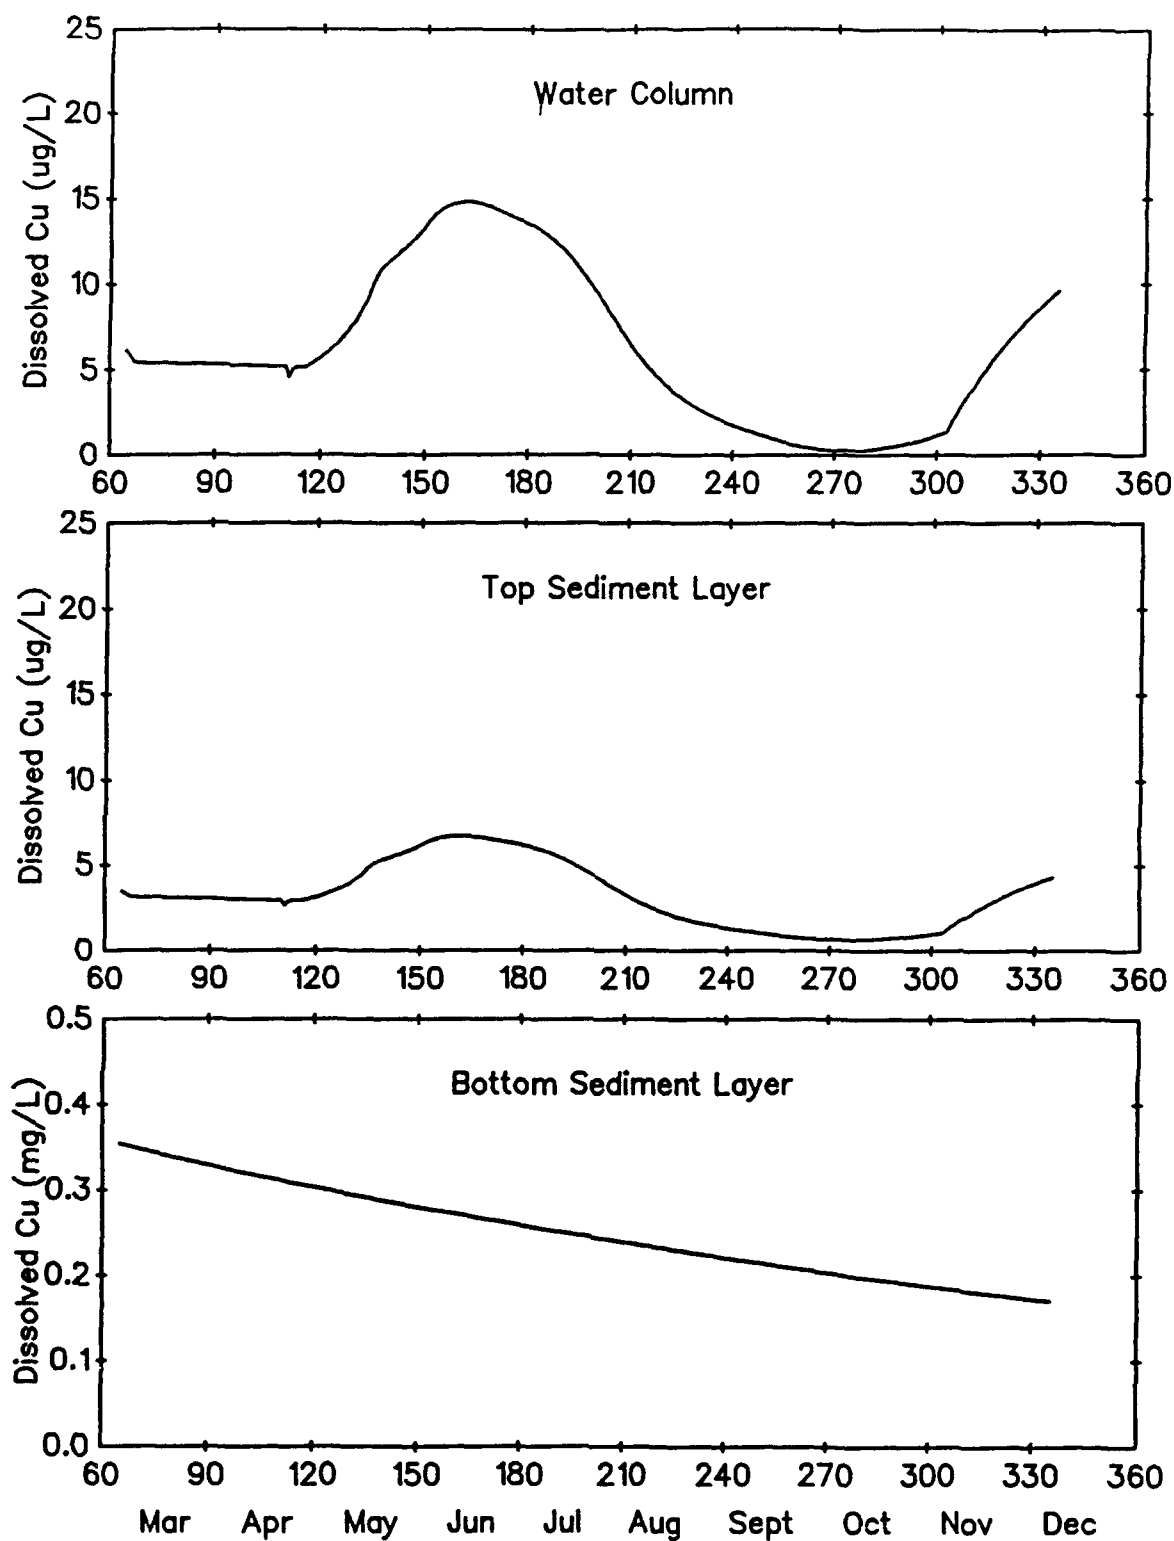 25
Water Column
20
15
10
5
0
Dissolved Cu (ug/L)
60 90 120 150 180 210 240 270 300 330 360
25
Top Sediment Layer
20
15
10
5
0
Dissolved Cu (ug/L)
60 90 120 150 180 210 240 270 300 330 360
0.5
Bottom Sediment Layer
0.4
0.3
0.2
0.1
0.0
Dissolved Cu (mg/L)
60 90 120 150 180 210 240 270 300 330 360
Mar Apr May Jun Jul Aug Sept Oct Nov Dec